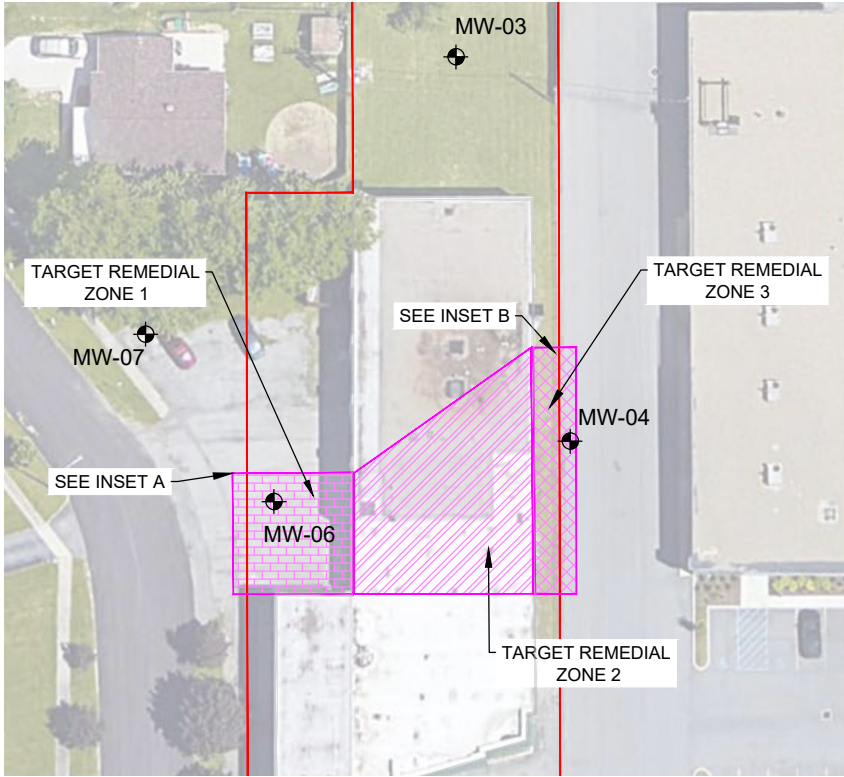 MW-03
TARGET REMEDIAL
ZONE 1
TARGET REMEDIAL
ZONE 3
SEE INSET B
MW-07
MW-04
SEE INSET A
MW-06
TARGET REMEDIAL
ZONE 2